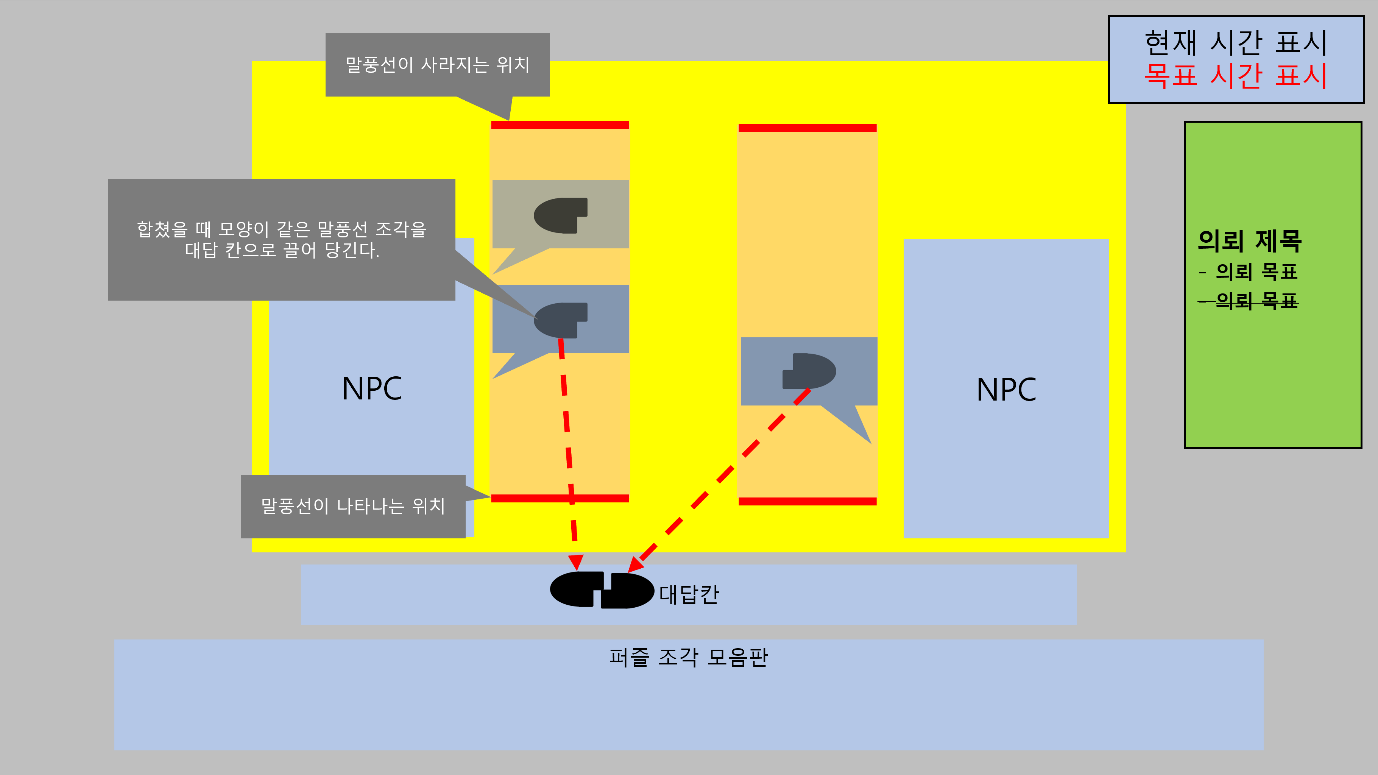 말풍선이 사라지는 위치
현재 시간 표시
목표 시간 표시
합쳤을 때 모양이 같은 말풍선 조각을
대답 칸으로 끌어 당긴다.
의뢰 제목
- 의뢰 목표
- 의뢰 목표
NPC
NPC
말풍선이 나타나는 위치
대답칸
퍼즐 조각 모음판